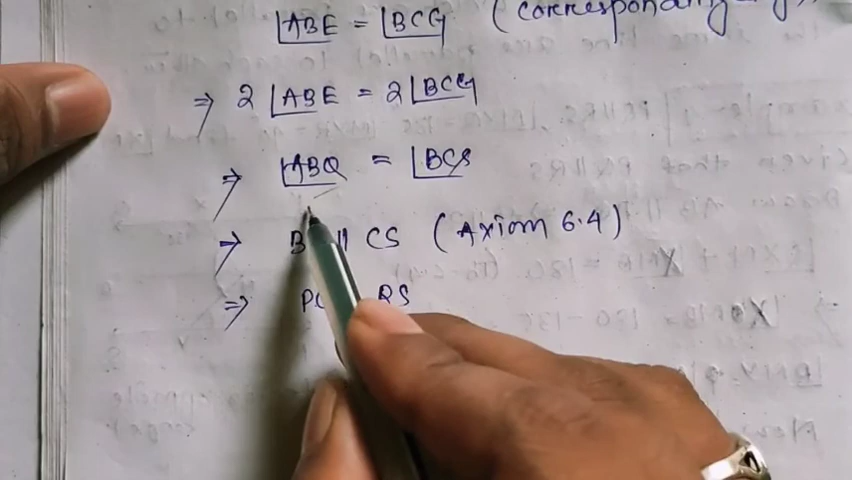 ∠ABE = ∠BCG (corresponding
⇒ 2 ∠ABE = 2 ∠BCG
⇒ ∠ABQ = ∠BCS
⇒ B || CS (Axiom 6.4)
⇒ P RS